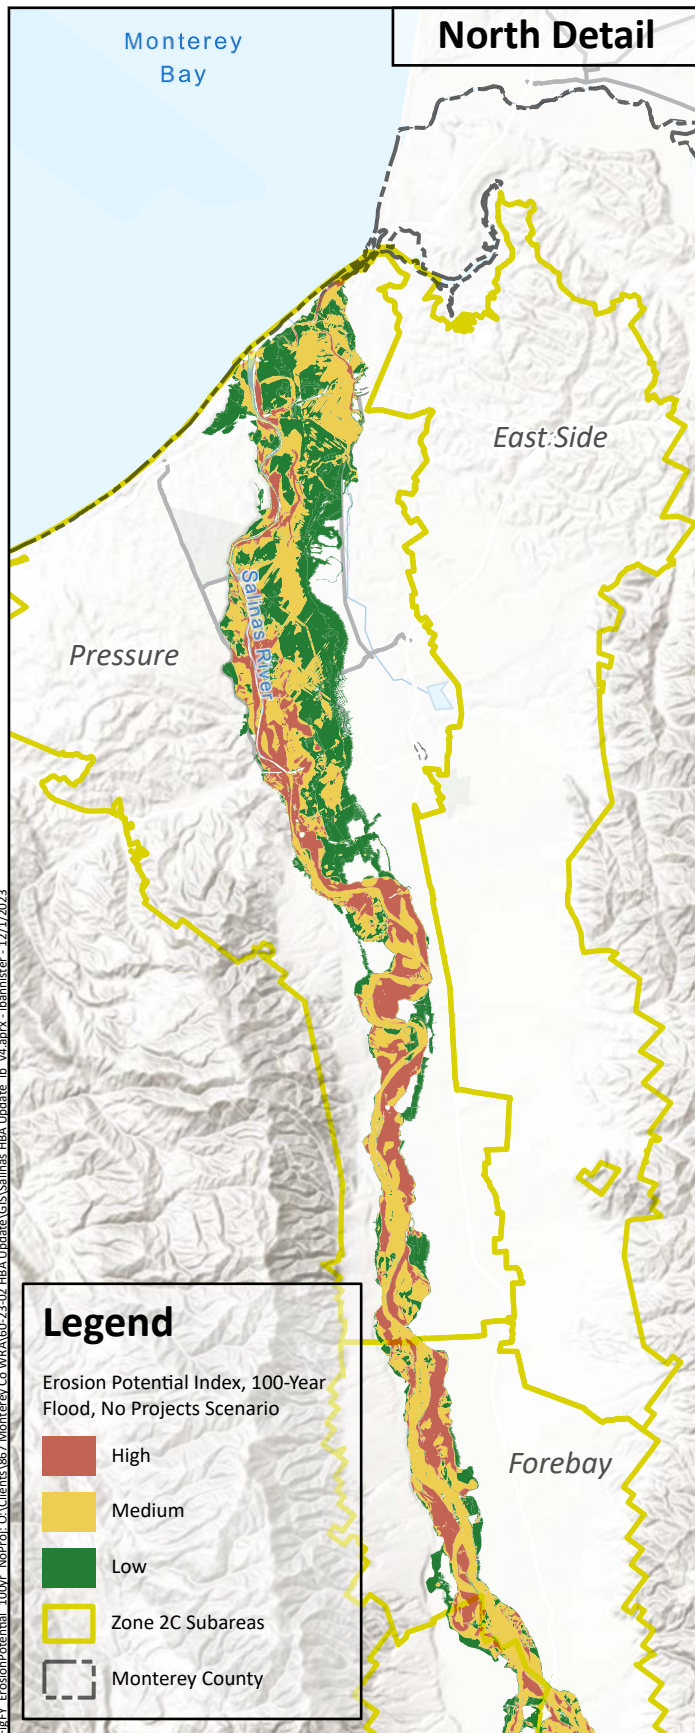 North Detail
Monterey
Bay
East Side
Pressure
Salinas River
Forebay
Legend
Erosion Potential Index, 100-Year
Flood, No Projects Scenario
High
Medium
Low
Zone 2C Subareas
Monterey County